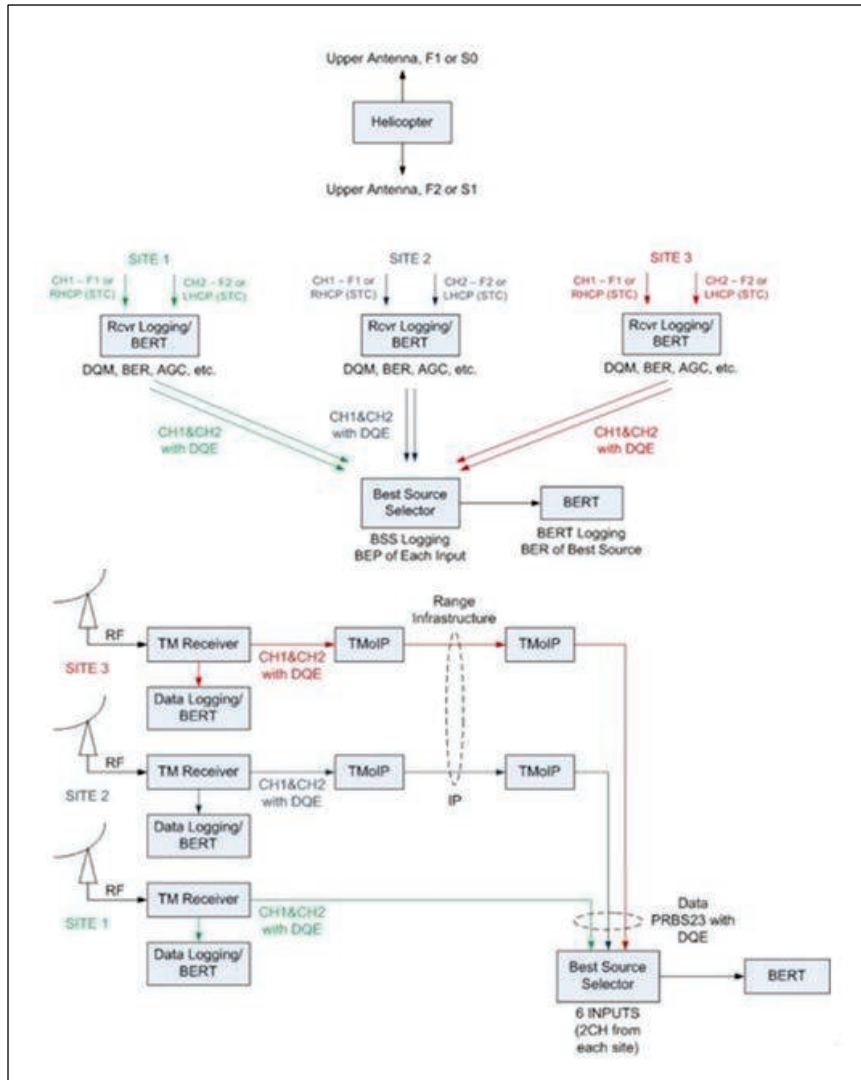 Upper Antenna, F1 or S0
Helicopter
Upper Antenna, F2 or S1
SITE 1
CH1 – F1 or
RHCP (STC)
CH2 – F2 or
LHCP (STC)
Rcvr Logging/
BERT
DQM, BER, AGC, etc.
CH1&CH2
with DQE
SITE 2
CH1 – F1 or
RHCP (STC)
CH2 – F2 or
LHCP (STC)
Rcvr Logging/
BERT
DQM, BER, AGC, etc.
CH1&CH2
with DQE
SITE 3
CH1 – F1 or
RHCP (STC)
CH2 – F2 or
LHCP (STC)
Rcvr Logging/
BERT
DQM, BER, AGC, etc.
CH1&CH2
with DQE
Best Source
Selector
BSS Logging
BEP of Each Input
BERT
BERT Logging
BER of Best Source
RF
SITE 3
TM Receiver
Data Logging/
BERT
CH1&CH2
with DQE
TMoIP
Range
Infrastructure
TMoIP
RF
SITE 2
TM Receiver
Data Logging/
BERT
CH1&CH2
with DQE
TMoIP
IP
TMoIP
RF
SITE 1
TM Receiver
Data Logging/
BERT
CH1&CH2
with DQE
Data
PRBS23 with
DQE
Best Source
Selector
6 INPUTS
(2CH from
each site)
BERT